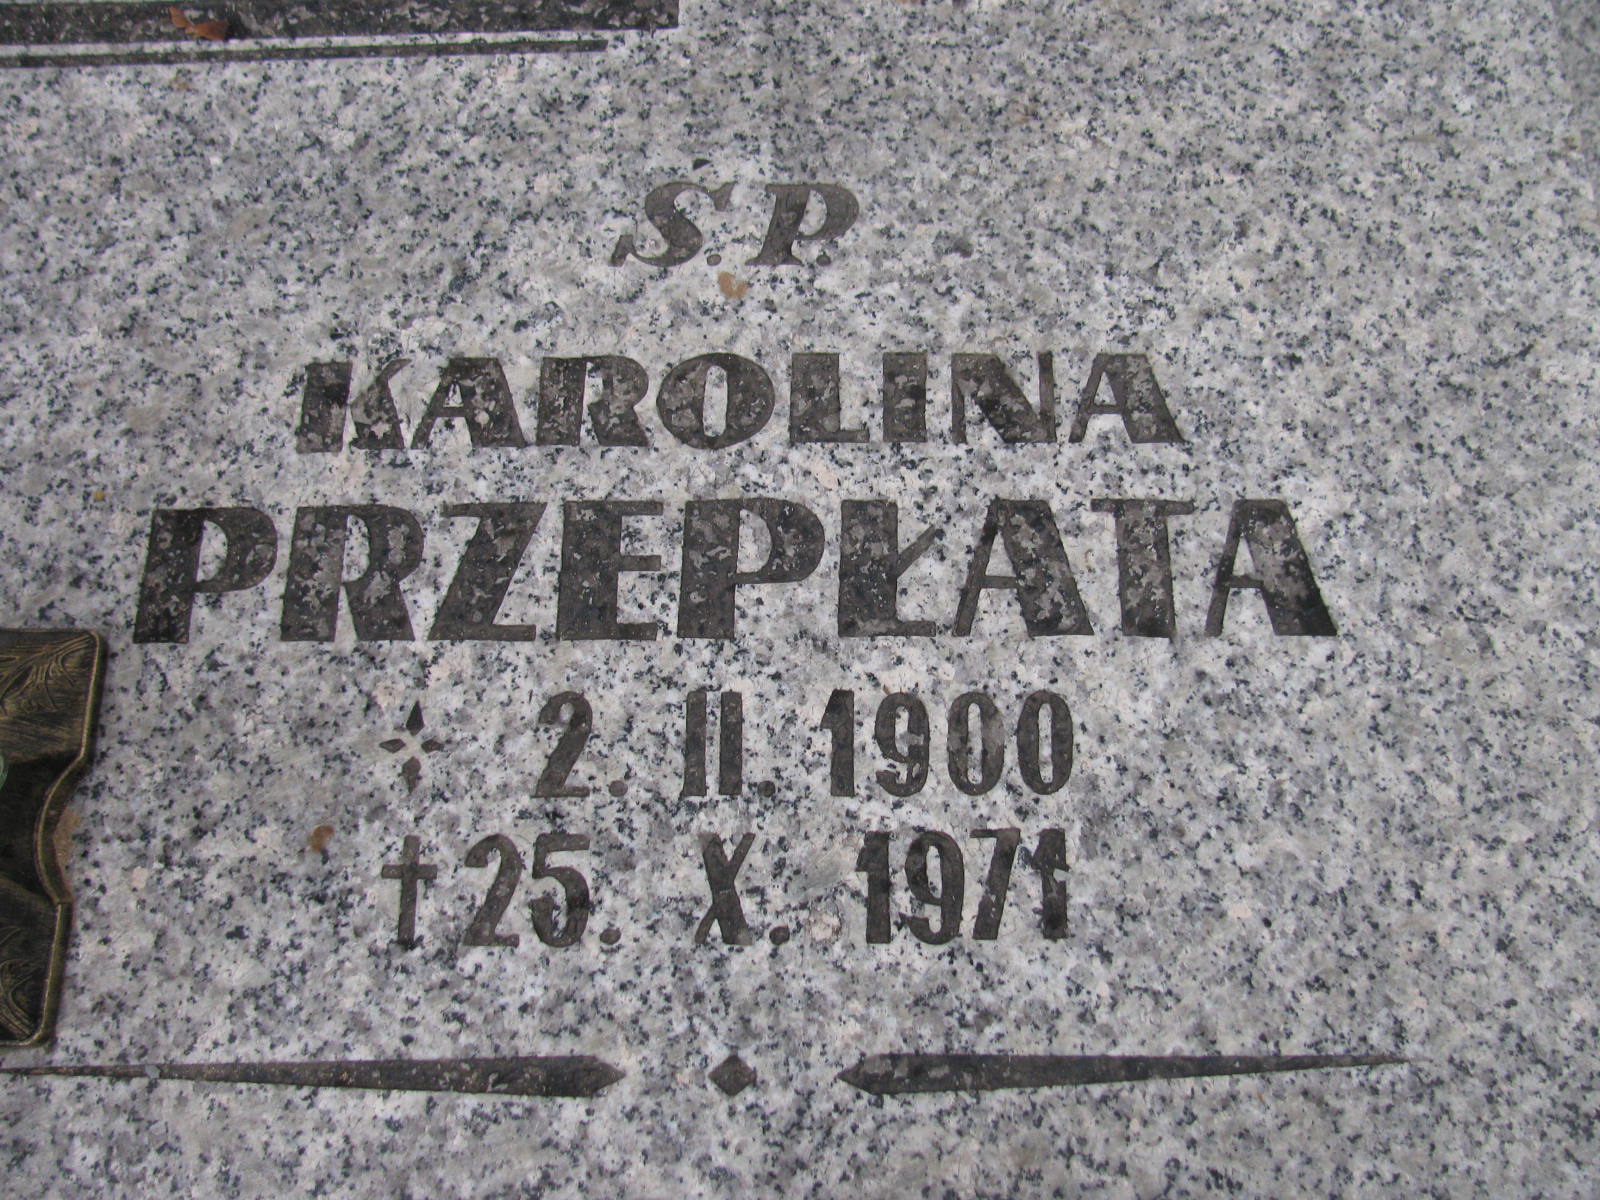 Ś.P.
KAROLINA
PRZEPŁATA
2. II. 1900
† 25. X. 1971